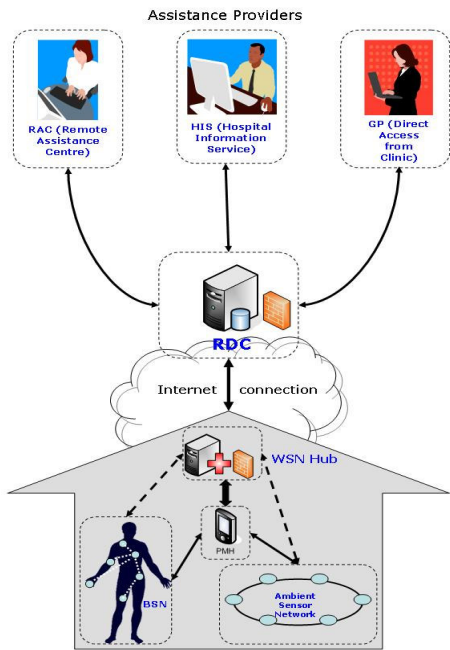 Assistance Providers
RAC (Remote
Assistance
Centre)
HIS (Hospital
Information
Service)
GP (Direct
Access
from
Clinic)
RDC
Internet connection
WSN Hub
PMH
BSN
Ambient
Sensor
Network